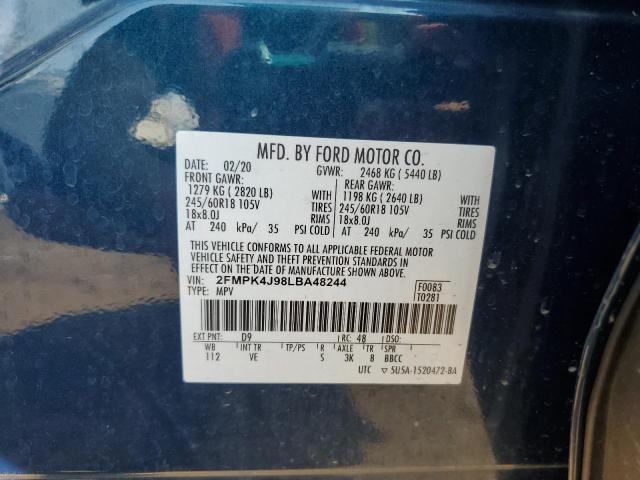 MFD. BY FORD MOTOR CO.
DATE: 02/20 GVWR: 2468 KG ( 5440 LB)
FRONT GAWR: REAR GAWR:
1279 KG ( 2820 LB) WITH 1198 KG ( 2640 LB) WITH
245/60R18 105V TIRES 245/60R18 105V TIRES
18x8.0J RIMS 18x8.0J RIMS
AT 240 kPa/ 35 PSI COLD AT 240 kPa/ 35 PSI COLD
THIS VEHICLE CONFORMS TO ALL APPLICABLE FEDERAL MOTOR
VEHICLE SAFETY AND THEFT PREVENTION STANDARDS IN
EFFECT ON THE DATE OF MANUFACTURE SHOWN ABOVE.
VIN: 2FMPK4J98LBA48244 F0083
TYPE: MPV T0281
EXT PNT: D9 RC: 48 DSO:
WB INT TR TP/PS R AXLE TR SPR
112 VE S 3K 8 BBCC
UTC ▽ 5U5A-1520472-BA